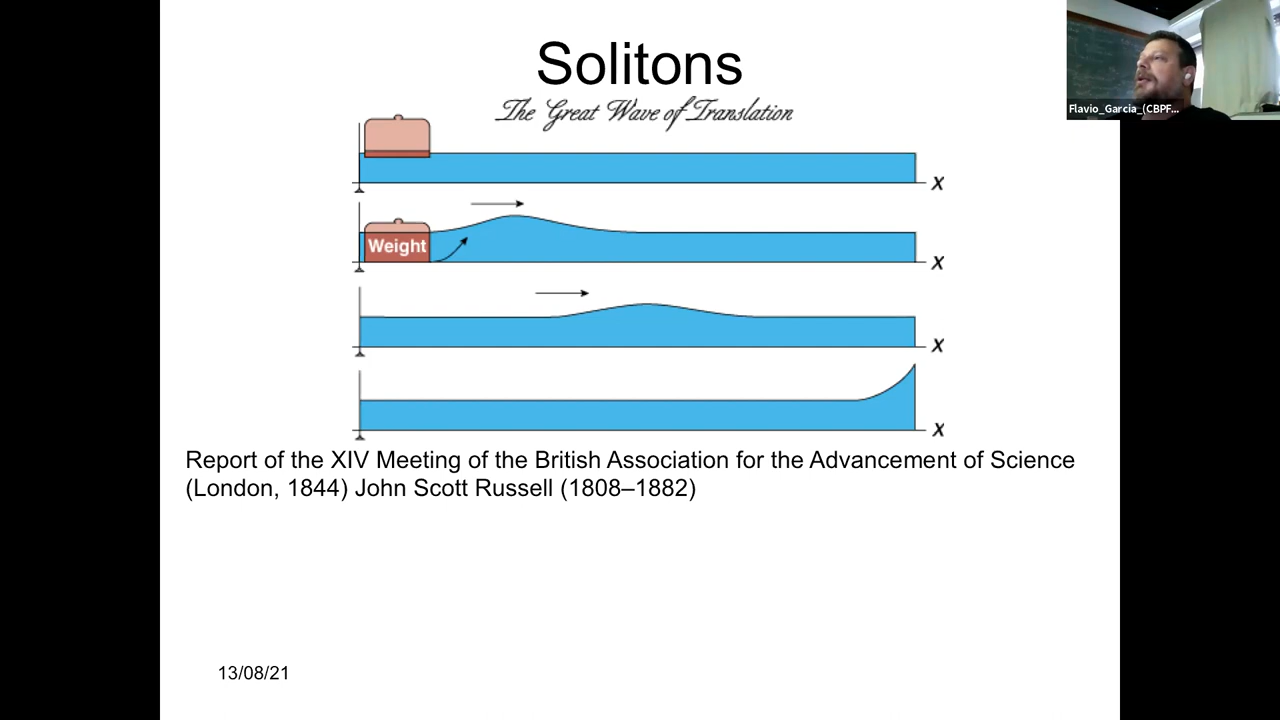 Solitons
The Great Wave of Translation
x
Weight
x
x
x
Report of the XIV Meeting of the British Association for the Advancement of Science
(London, 1844) John Scott Russell (1808–1882)
13/08/21
Flavio_Garcia_(CBPF...